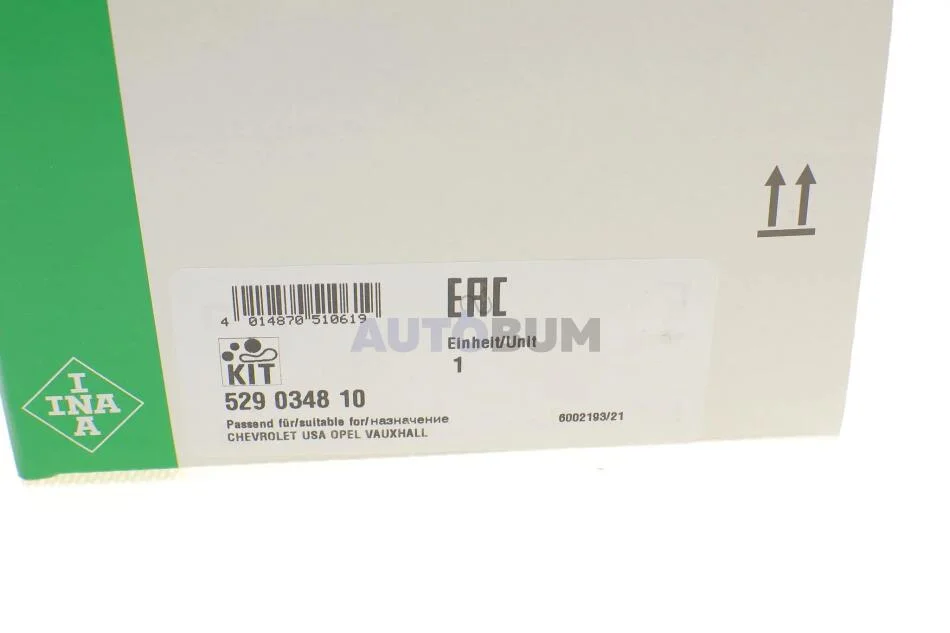 EAC
4 014870 510619
AUTOBUM
Einheit/Unit
1
KIT
529 0348 10
Passend für/suitable for/назначение
CHEVROLET USA OPEL VAUXHALL
6002193/21
I
INA
A